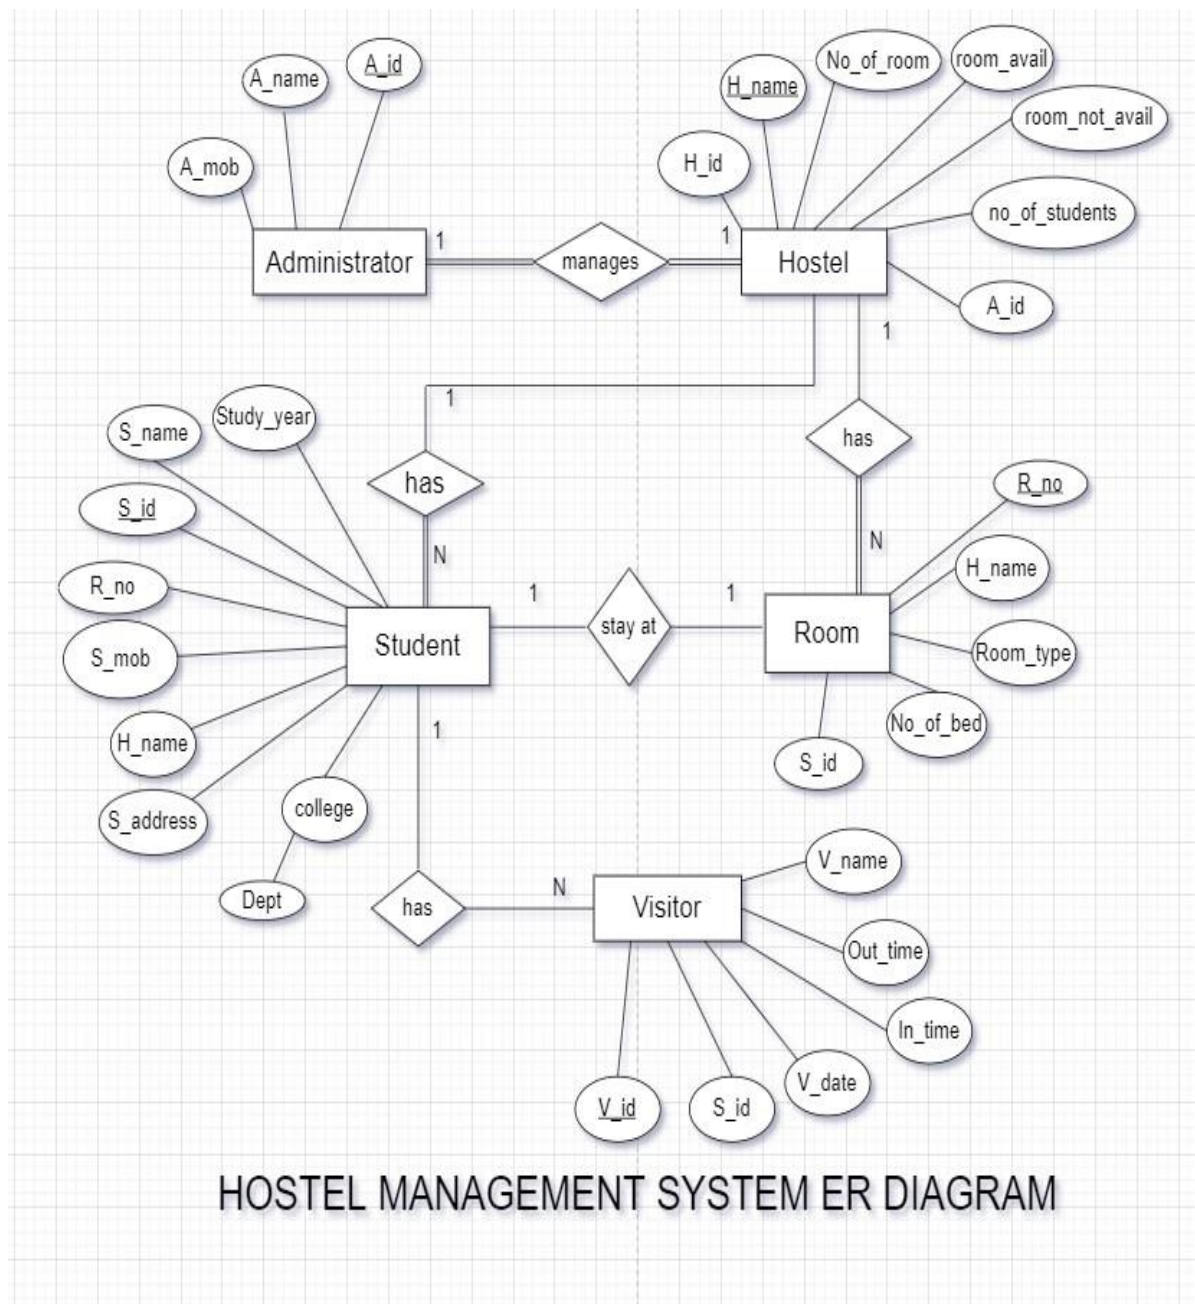 A_id
A_name
A_mob
No_of_room
room_avail
H_name
room_not_avail
H_id
no_of_students
1
1
Administrator
manages
Hostel
A_id
1
1
Study_year
S_name
has
has
R_no
S_id
N
N
H_name
R_no
1
1
stay at
Room
Student
Room_type
S_mob
No_of_bed
1
H_name
S_id
college
S_address
V_name
N
Dept
has
Visitor
Out_time
In_time
V_date
V_id
S_id
HOSTEL MANAGEMENT SYSTEM ER DIAGRAM